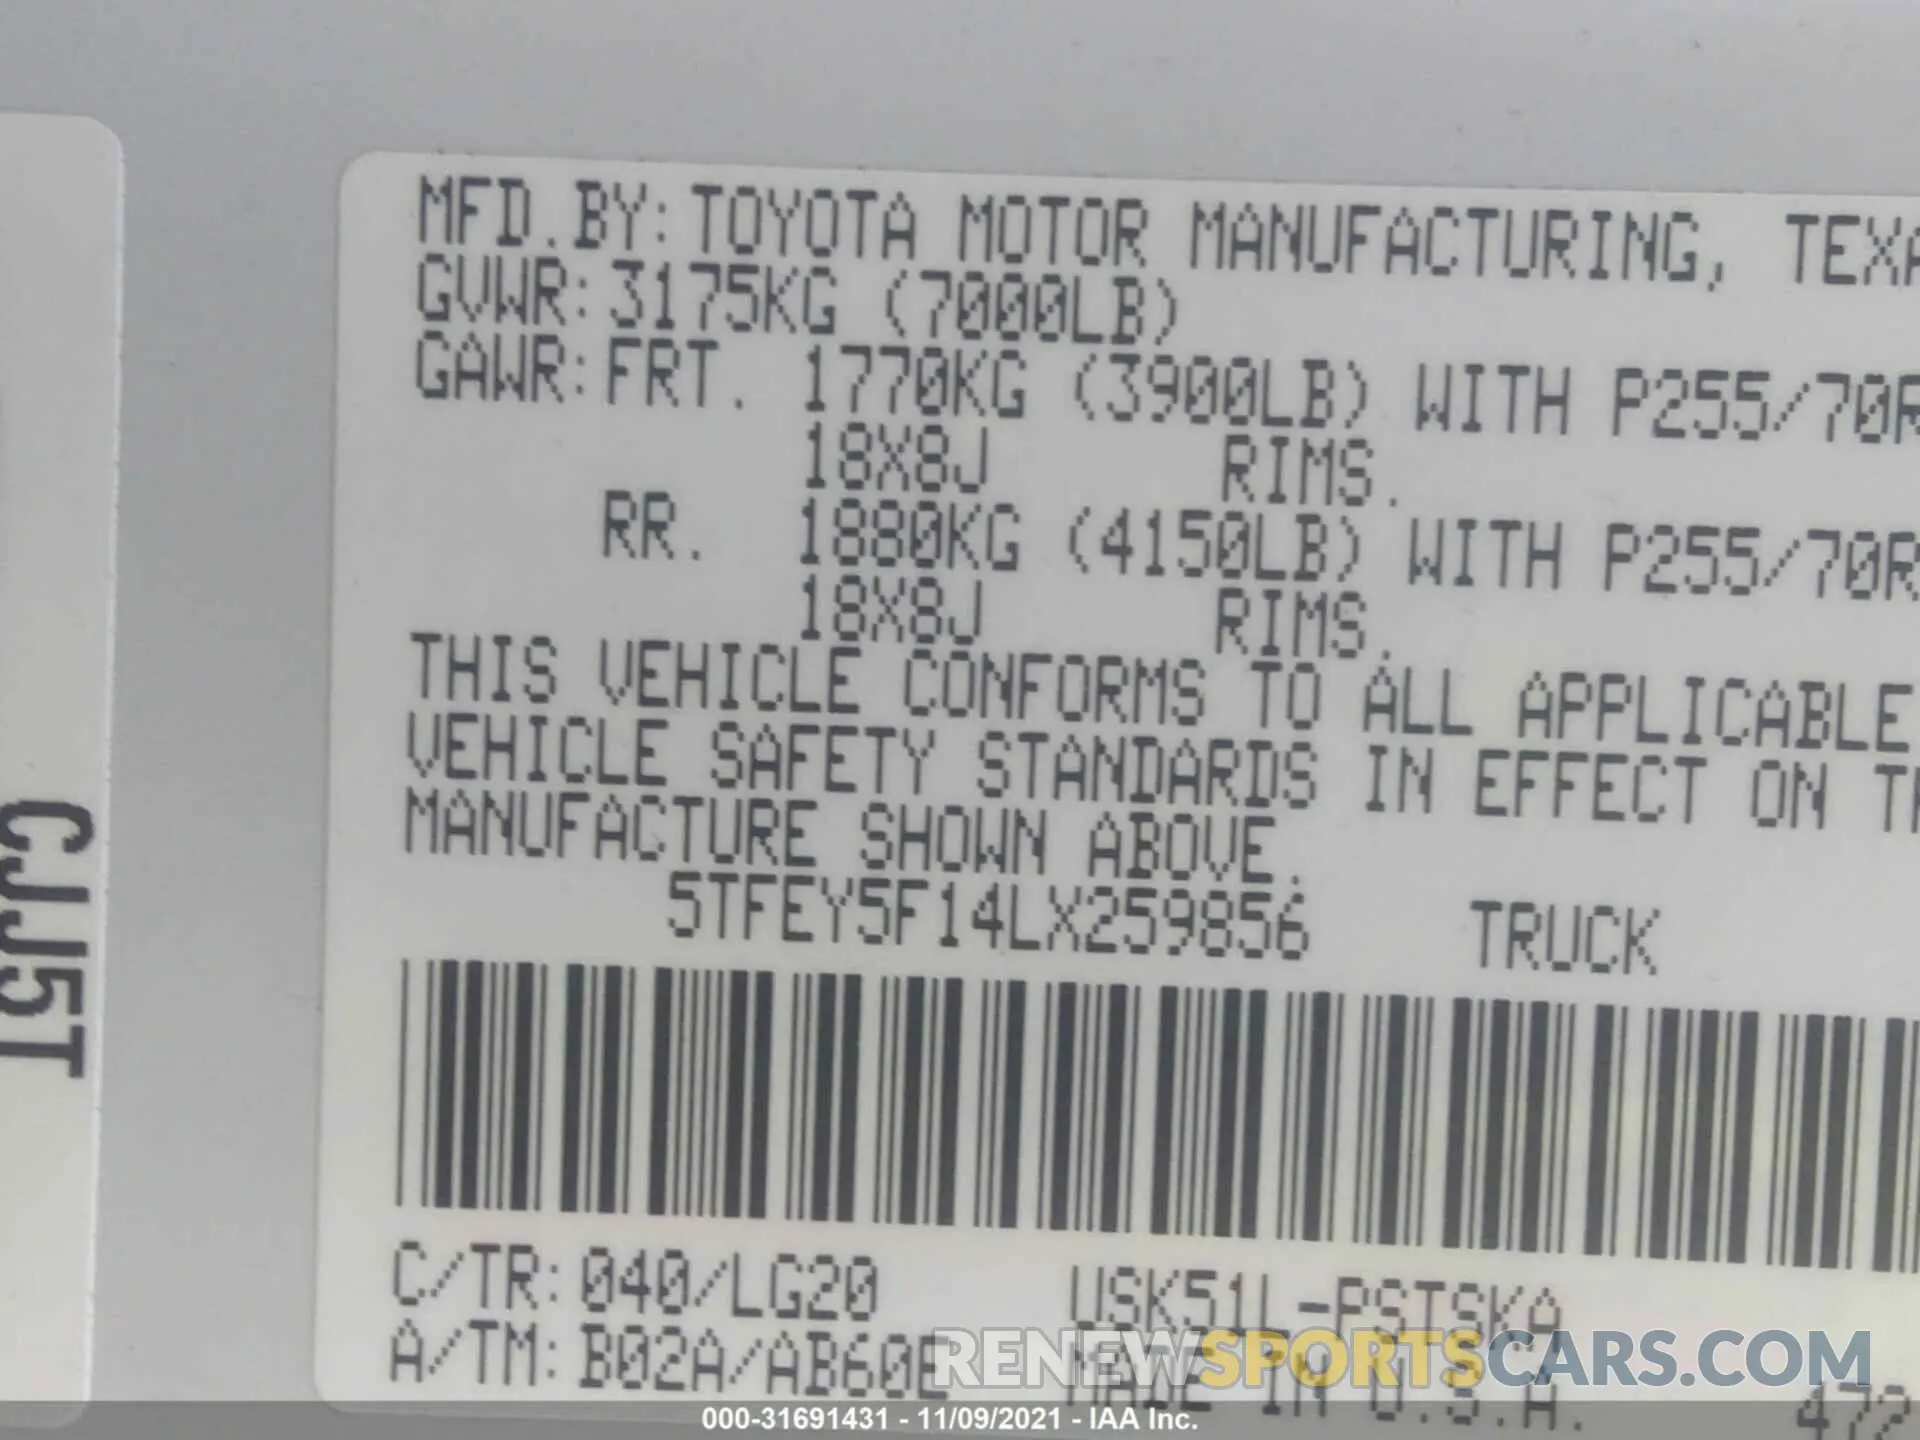 MFD.BY:TOYOTA MOTOR MANUFACTURING, TEXA
GVWR:3175KG (7000LB)
GAWR:FRT. 1770KG (3900LB) WITH P255/70R
18X8J RIMS.
RR. 1880KG (4150LB) WITH P255/70R
18X8J RIMS.
THIS VEHICLE CONFORMS TO ALL APPLICABLE
VEHICLE SAFETY STANDARDS IN EFFECT ON TH
MANUFACTURE SHOWN ABOVE.
5TFEY5F14LX259856 TRUCK
C/TR:040/LG20 USK51L-PSTSKA
A/TM:B02A/AB60E MADE IN U.S.A. 472
CJJ5T
RENEWSPORTSCARS.COM
000-31691431 - 11/09/2021 - IAA Inc.